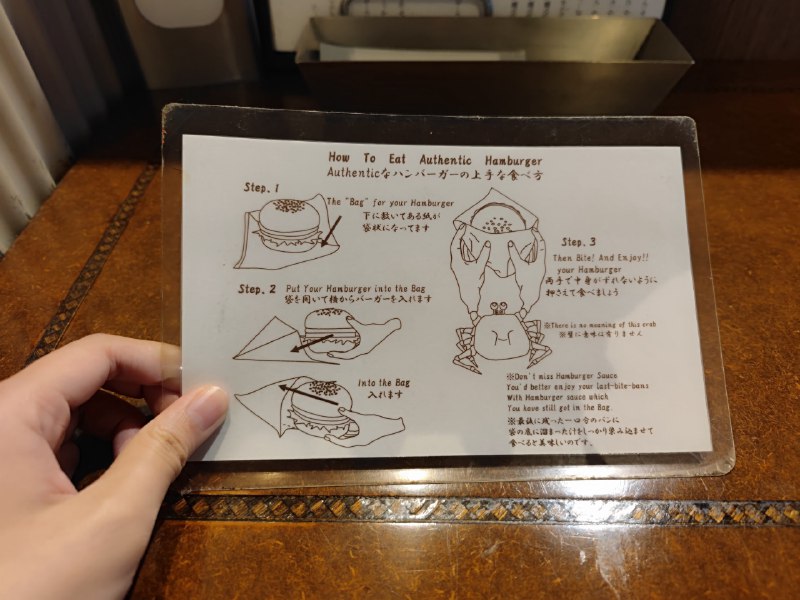 How To Eat Authentic Hamburger
Authenticなハンバーガーの上手な食べ方
Step.1
The "Bag" for your Hamburger
下に敷いてある紙が
袋状になってます
Step.2 Put Your Hamburger into the Bag
袋を開いて横からバーガーを入れます
Into the Bag
入れます
Step.3
Then Bite! And Enjoy!!
your Hamburger
両手で中身がずれないように
押さえて食べましょう
※There is no meaning of this crab
※蟹に意味は有りません
※Don't miss Hamburger Sauce
You'd better enjoy your last-bite-bans
With Hamburger sauce which
You have still got in the Bag.
※最後に残った一口分のバンに
袋の底に溜まった汁をしっかり染み込ませて
食べると美味しいのです。